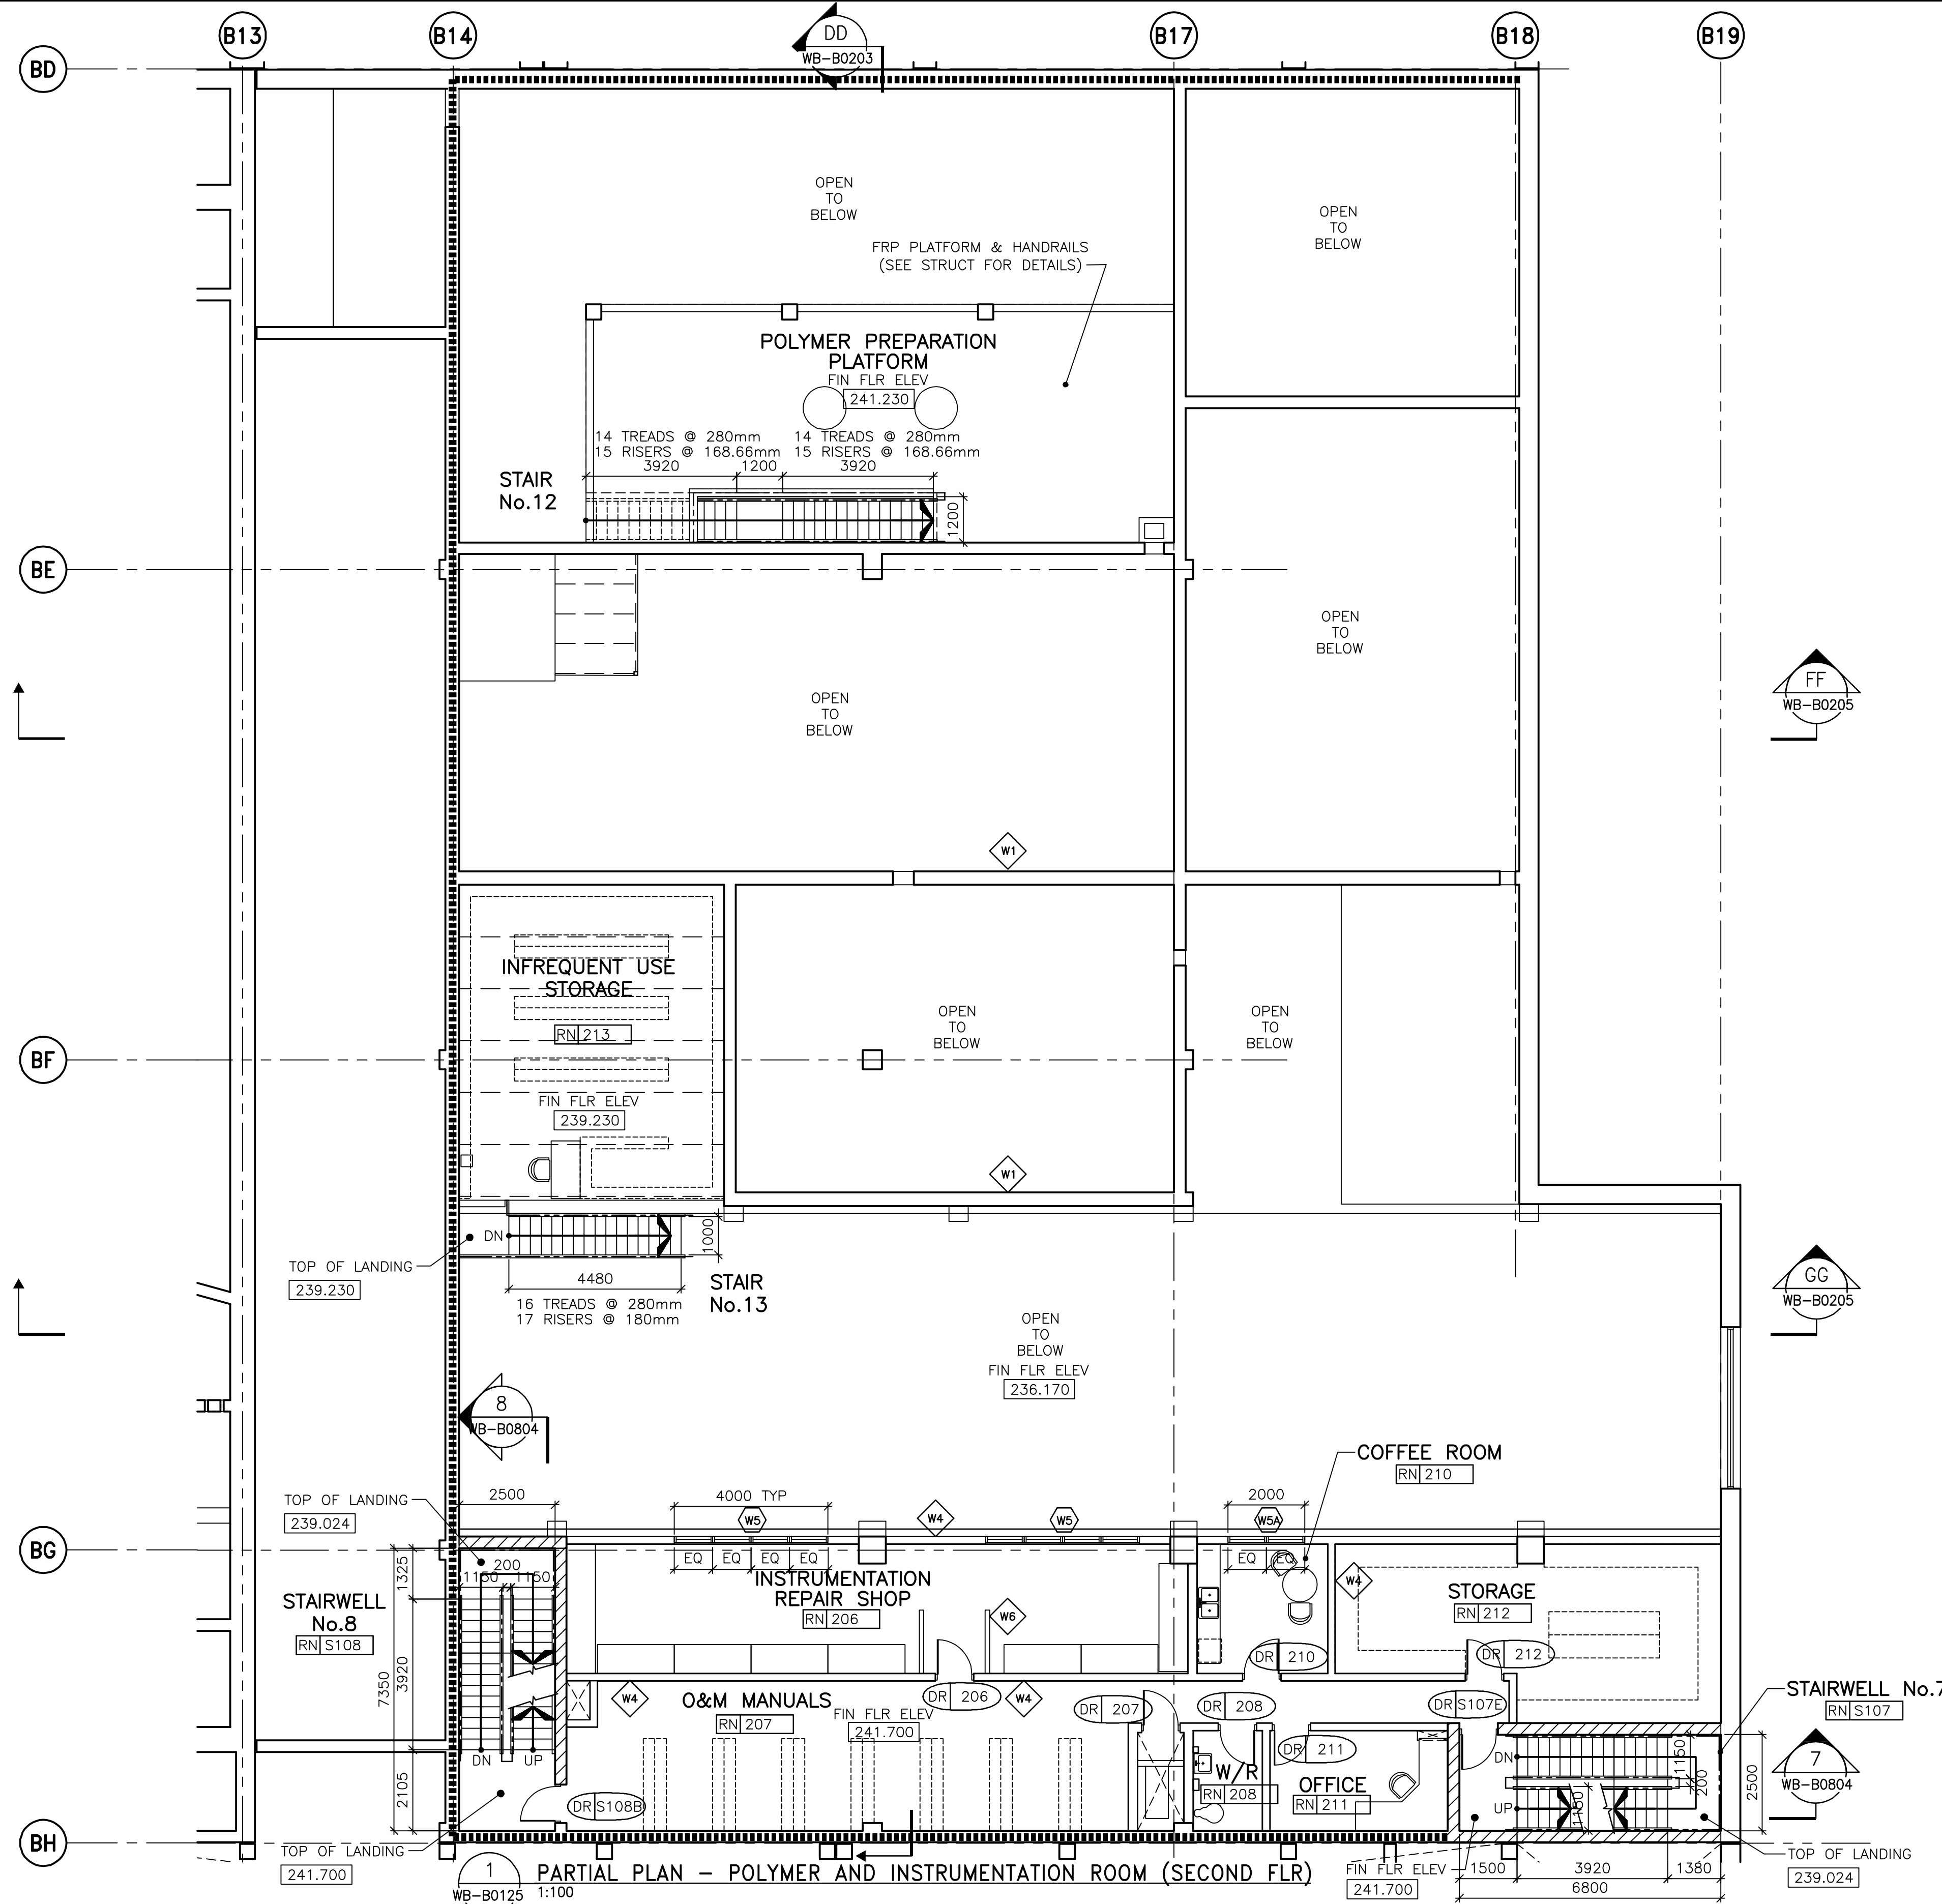 B13
B14
DD
WB-B0203
B17
B18
B19
BD
OPEN
TO
BELOW
OPEN
TO
BELOW
FRP PLATFORM & HANDRAILS
(SEE STRUCT FOR DETAILS)
POLYMER PREPARATION
PLATFORM
FIN FLR ELEV
241.230
14 TREADS @ 280mm
15 RISERS @ 168.66mm
14 TREADS @ 280mm
15 RISERS @ 168.66mm
3920
1200
3920
STAIR
No.12
1200
BE
OPEN
TO
BELOW
OPEN
TO
BELOW
FF
WB-B0205
W1
INFREQUENT USE
STORAGE
RN 213
FIN FLR ELEV
239.230
OPEN
TO
BELOW
OPEN
TO
BELOW
BF
W1
DN
1000
TOP OF LANDING
239.230
4480
16 TREADS @ 280mm
17 RISERS @ 180mm
STAIR
No.13
GG
WB-B0205
OPEN
TO
BELOW
FIN FLR ELEV
236.170
8
WB-B0804
COFFEE ROOM
RN 210
TOP OF LANDING
239.024
2500
4000 TYP
W5
W4
W5
2000
W5A
BG
EQ EQ EQ EQ
EQ EQ
200
1150 1150
1325
3920
7350
2105
STAIRWELL
No.8
RN S108
INSTRUMENTATION
REPAIR SHOP
RN 206
W6
W4
STORAGE
RN 212
DR 210
DR 212
DN UP
W4
O&M MANUALS
RN 207
FIN FLR ELEV
241.700
DR 206
W4
DR 207
DR 208
DR S107E
STAIRWELL No.7
RN S107
DR 211
W/R
RN 208
OFFICE
RN 211
DN
UP
1150
200
1150
2500
7
WB-B0804
DR S108B
BH
TOP OF LANDING
241.700
1
WB-B0125
PARTIAL PLAN - POLYMER AND INSTRUMENTATION ROOM (SECOND FLR)
1:100
FIN FLR ELEV
241.700
1500
3920
1380
6800
TOP OF LANDING
239.024